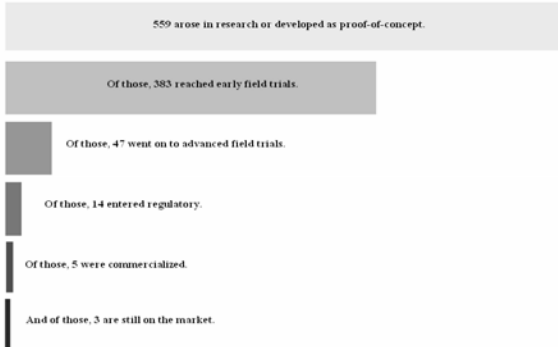 559 arose in research or developed as proof-of-concept.
Of those, 383 reached early field trials.
Of those, 47 went on to advanced field trials.
Of those, 14 entered regulatory.
Of those, 5 were commercialized.
And of those, 3 are still on the market.